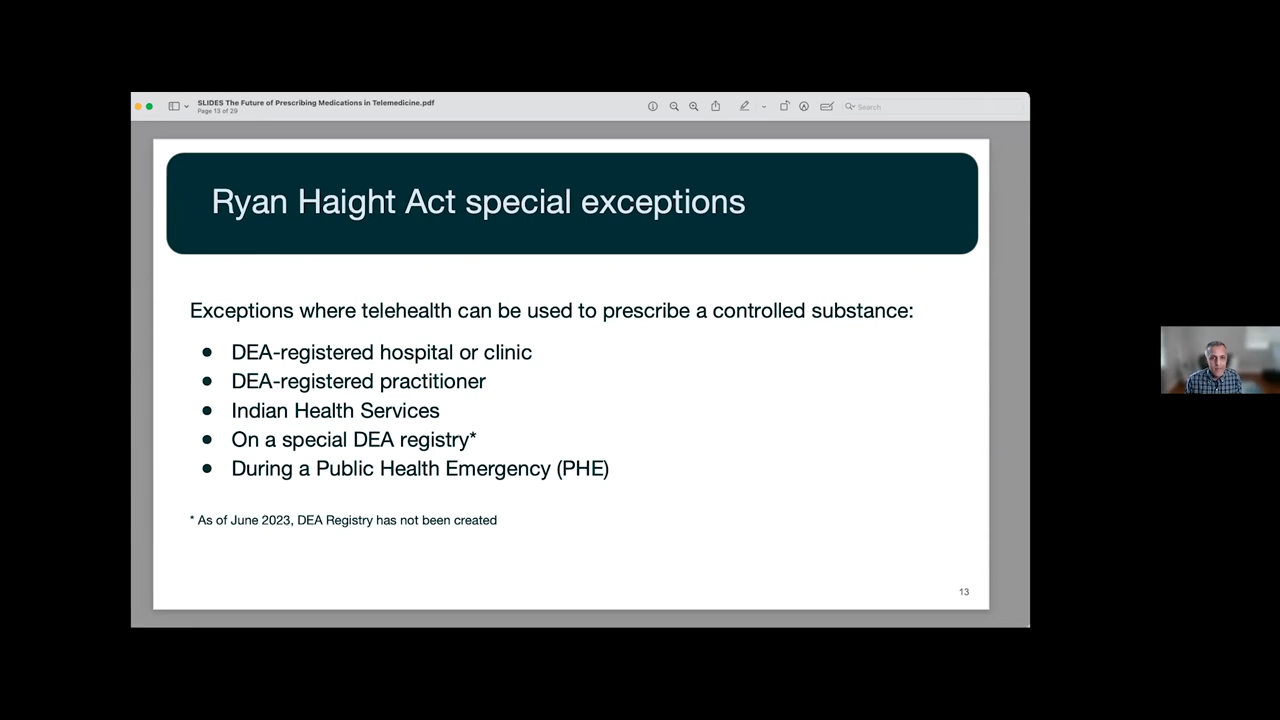 SLIDES The Future of Prescribing Medications in Telemedicine.pdf
Page 13 of 29
Search
Ryan Haight Act special exceptions
Exceptions where telehealth can be used to prescribe a controlled substance:
● DEA-registered hospital or clinic
● DEA-registered practitioner
● Indian Health Services
● On a special DEA registry*
● During a Public Health Emergency (PHE)
* As of June 2023, DEA Registry has not been created
13